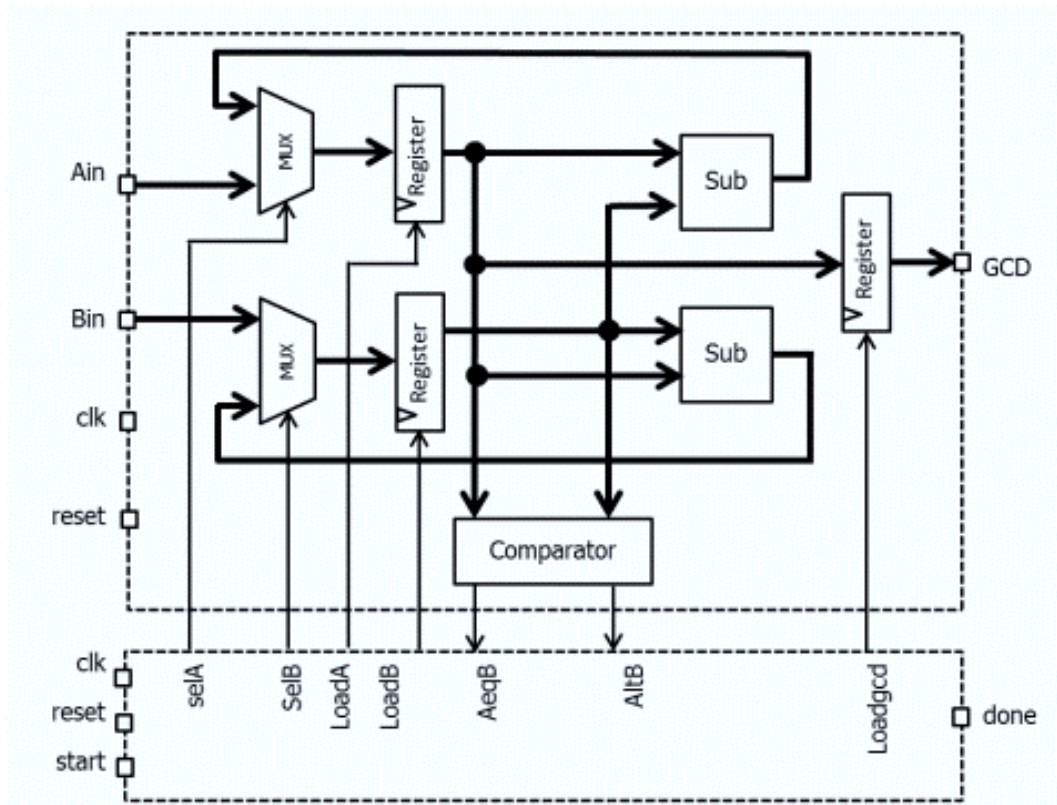 MUX
Register
Sub
Ain
Register
GCD
Bin
MUX
Register
Sub
clk
reset
Comparator
clk
selA
SelB
LoadA
LoadB
AeqB
AltB
Loadgcd
reset
done
start